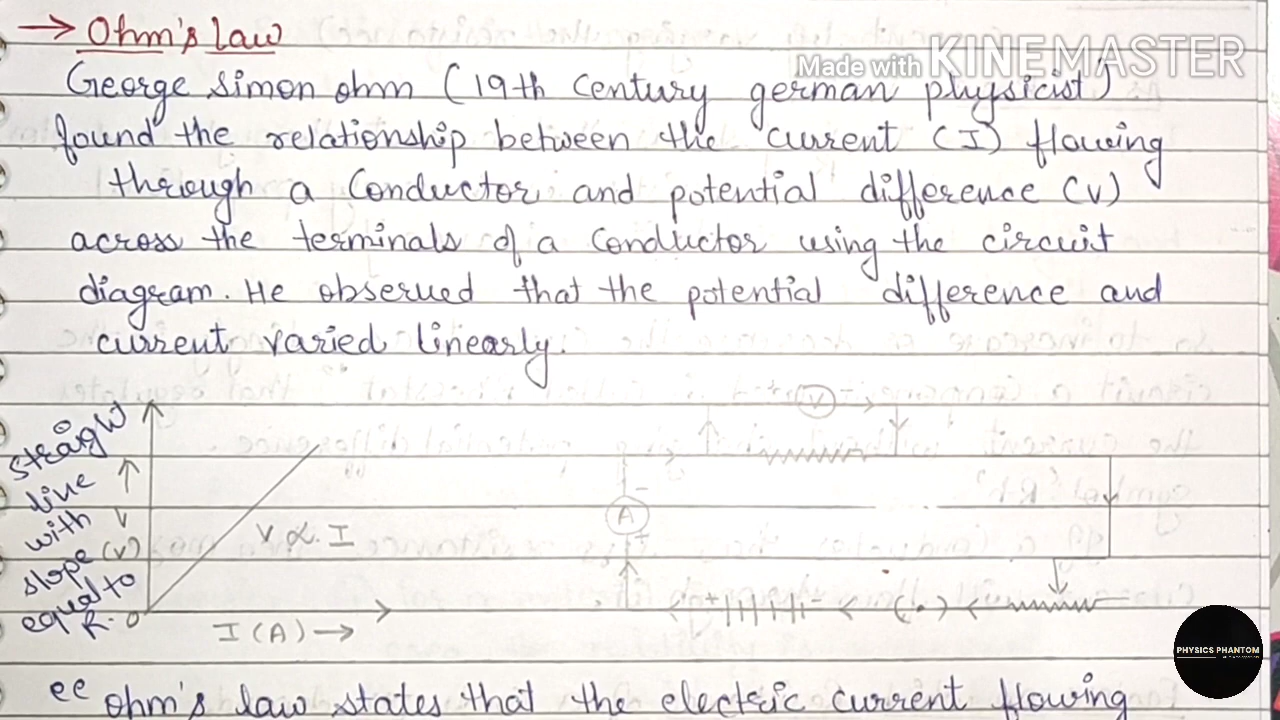 → Ohm's law
Made with KINEMASTER
George simon ohm (19th Century german physicist)
found the relationship between the current (I) flowing
through a conductor and potential difference (V)
across the terminals of a conductor using the circuit
diagram. He observed that the potential difference and
current varied linearly.
Straight
line
with
slope
equal to
R.
↑
V
(V)
V ∝ I
O
I (A) →
+ V -
-
A
+
+ -
(.)
PHYSICS PHANTOM
ohm's law states that the electric current flowing